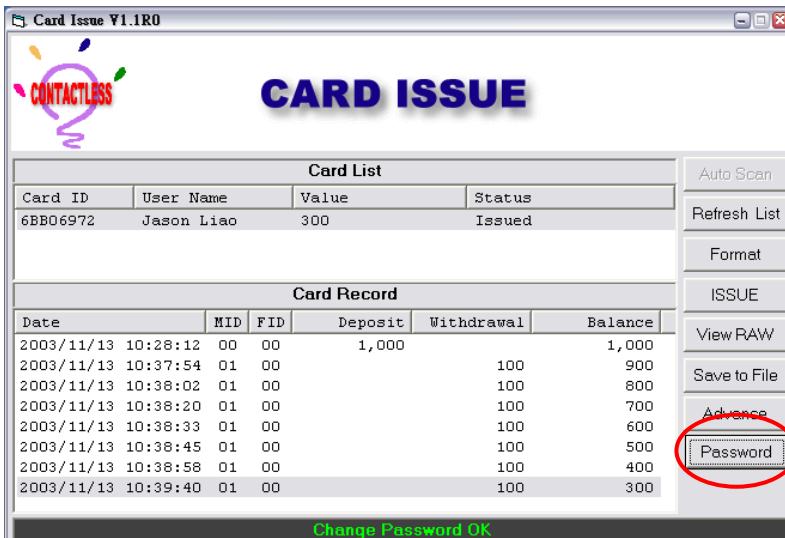 Card Issue V1.1R0
CONTACTLESS
CARD ISSUE
Card List
Card ID User Name Value Status
6BB06972 Jason Liao 300 Issued
Card Record
Date MID FID Deposit Withdrawal Balance
2003/11/13 10:28:12 00 00 1,000 1,000
2003/11/13 10:37:54 01 00 100 900
2003/11/13 10:38:02 01 00 100 800
2003/11/13 10:38:20 01 00 100 700
2003/11/13 10:38:33 01 00 100 600
2003/11/13 10:38:45 01 00 100 500
2003/11/13 10:38:58 01 00 100 400
2003/11/13 10:39:40 01 00 100 300
Auto Scan
Refresh List
Format
ISSUE
View RAW
Save to File
Advance
Password
Change Password OK